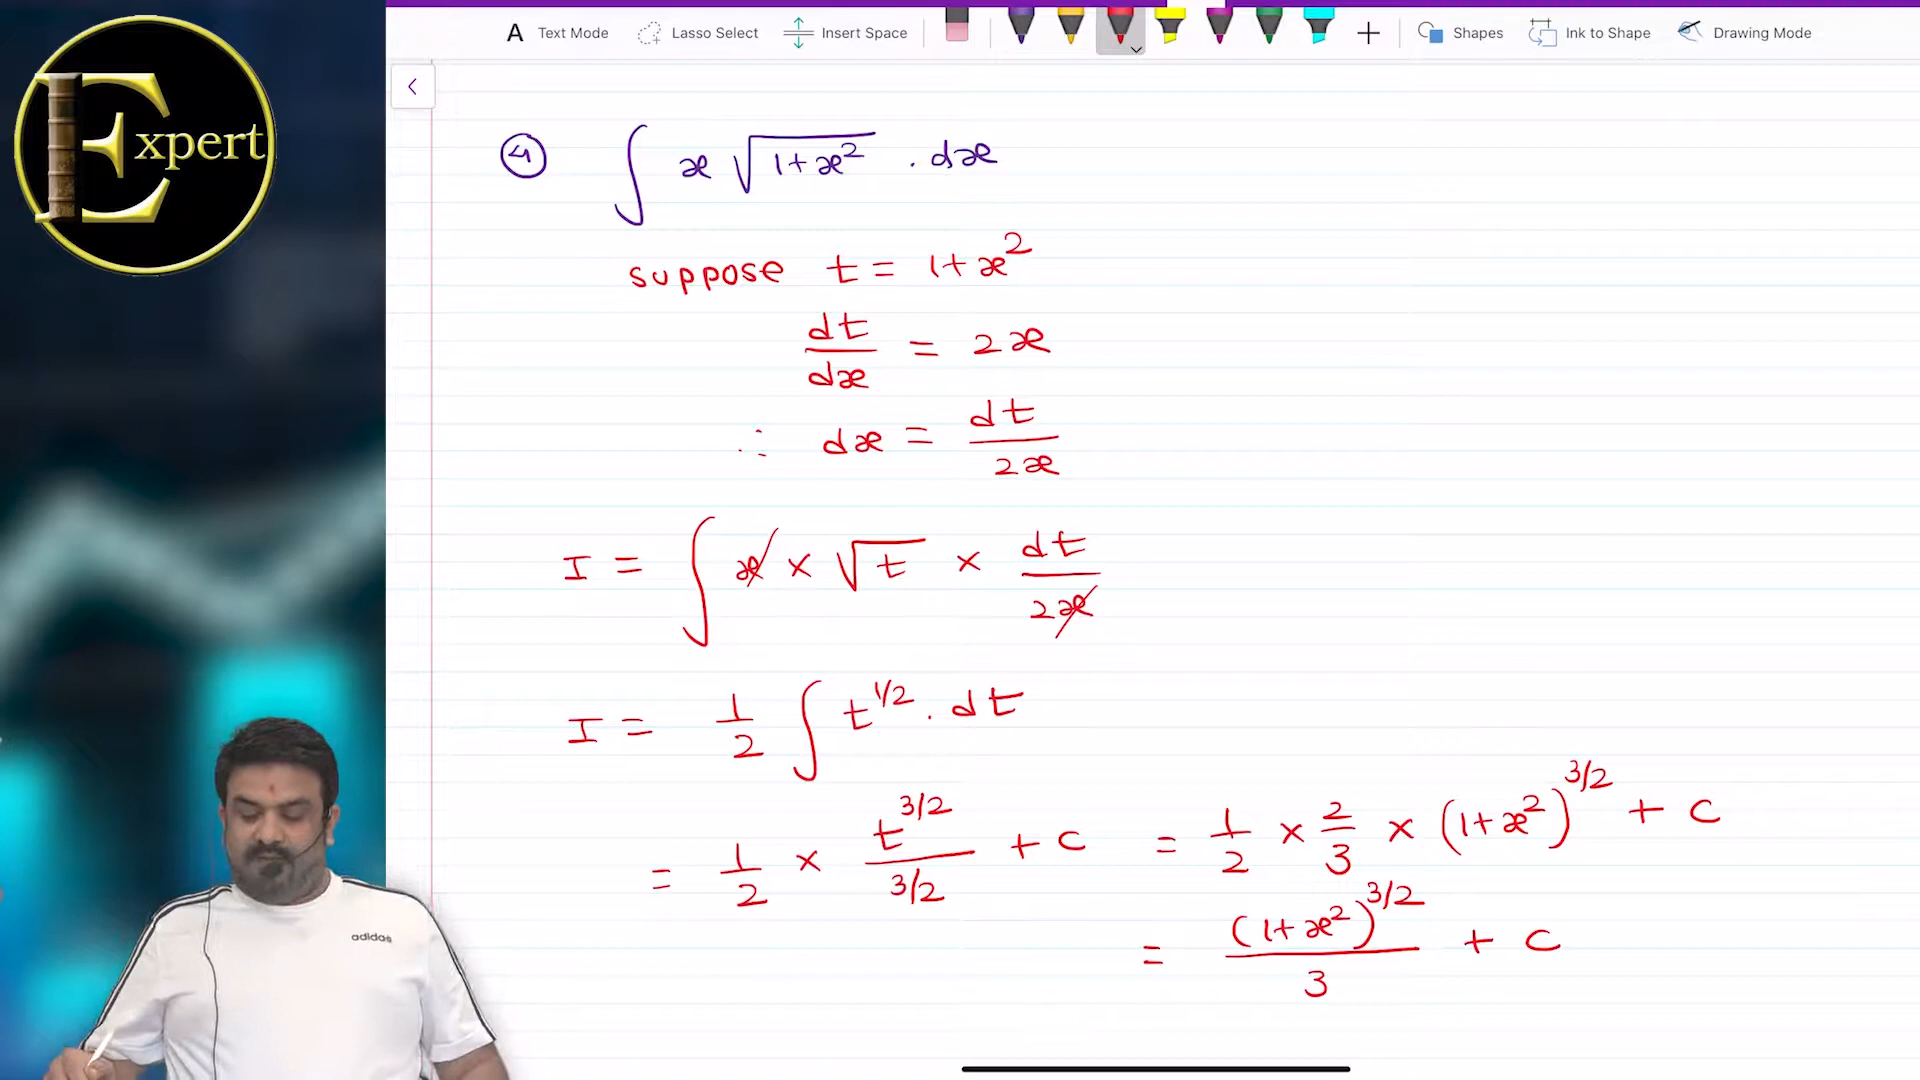 Expert
A Text Mode Lasso Select Insert Space Shapes Ink to Shape Drawing Mode
④ ∫ x √(1+x²) . dx
suppose t = 1+x²
dt/dx = 2x
∴ dx = dt/2x
I = ∫ x × √t × dt/2x
I = 1/2 ∫ t^1/2 . dt
= 1/2 × t^3/2 / 3/2 + C
= 1/2 × 2/3 × (1+x²)^3/2 + C
= (1+x²)^3/2 / 3 + C
adidas